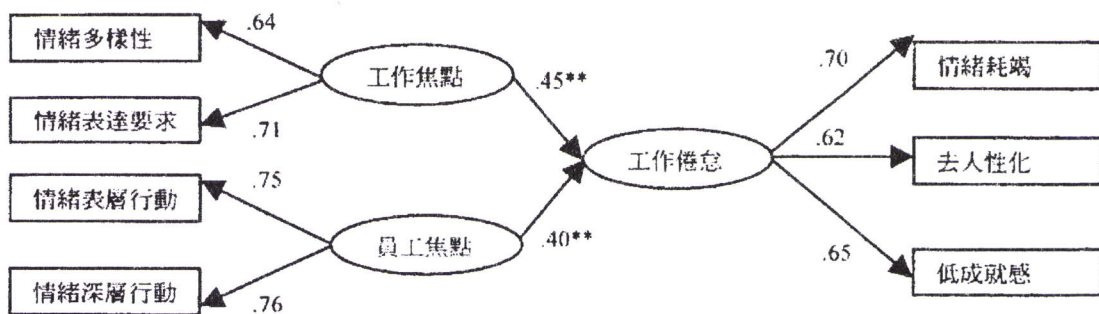 情緒多樣性
.64
工作焦點
.45**
.70
情緒耗竭
情緒表達要求
.71
工作倦怠
.62
去人性化
情緒表層行動
.75
員工焦點
.40**
.65
低成就感
情緒深層行動
.76